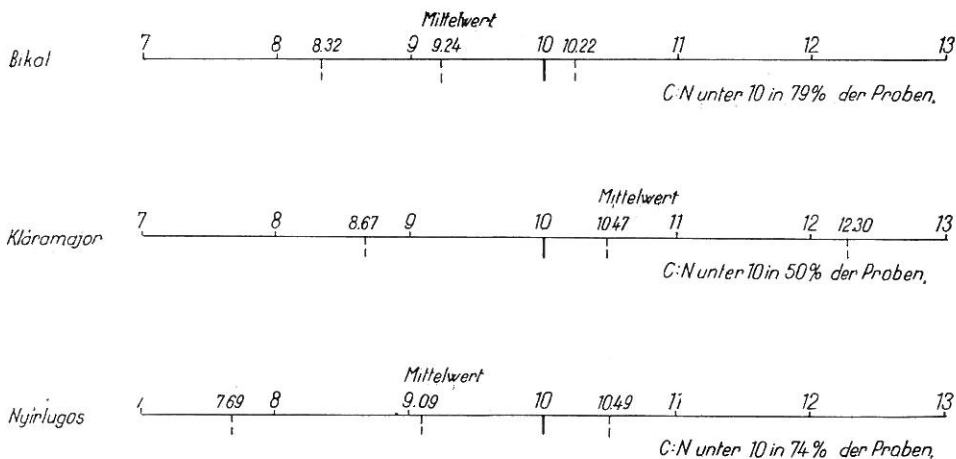 Mittelwert
Bikal 7 8 8.32 9 9.24 10 10.22 11 12 13
C:N unter 10 in 79% der Proben.
Mittelwert
Kláramajor 7 8 8.67 9 10 10.47 11 12 12.30 13
C:N unter 10 in 50% der Proben.
Mittelwert
Nyírlugos 7.69 8 9.09 10 10.49 11 12 13
C:N unter 10 in 74% der Proben.